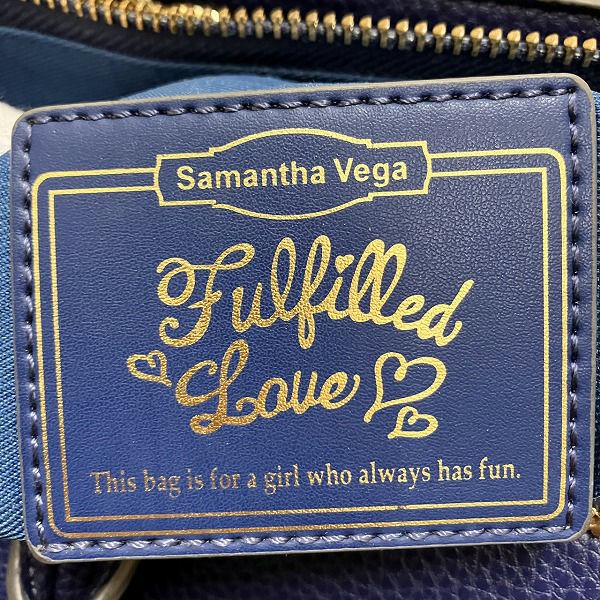 Samantha Vega
Fulfilled
Love
This bag is for a girl who always has fun.